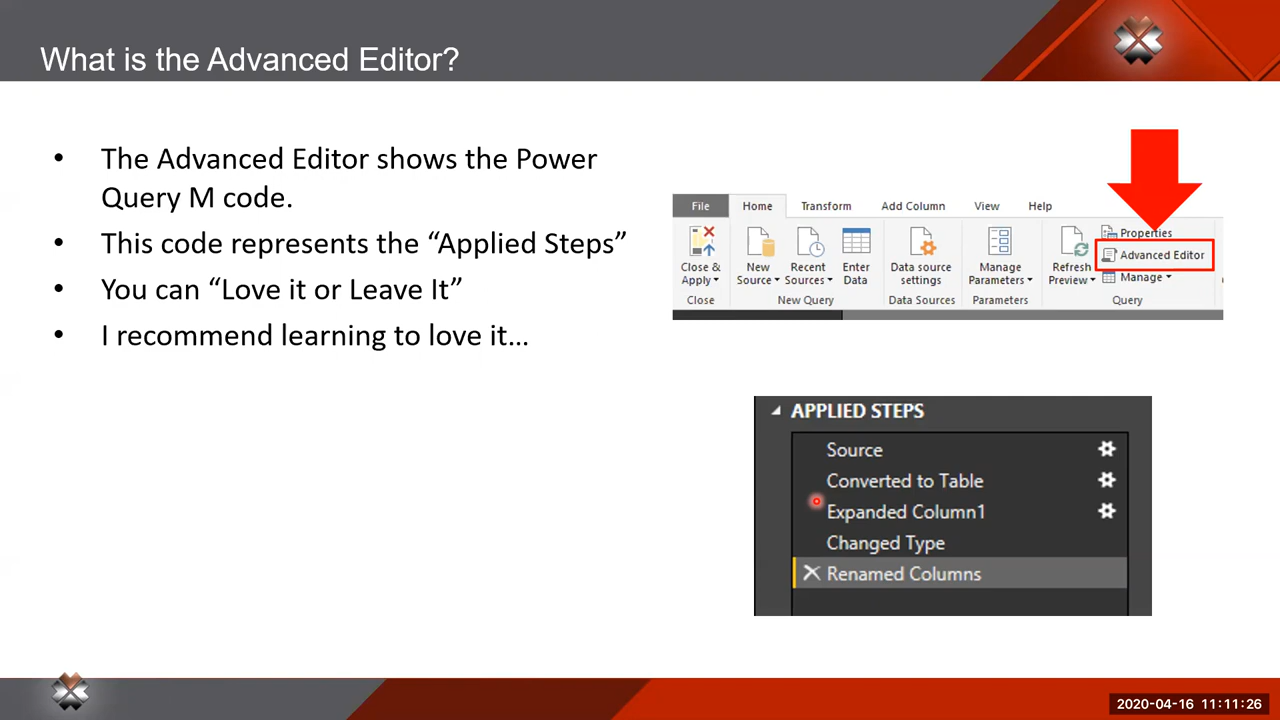 What is the Advanced Editor?
• The Advanced Editor shows the Power
Query M code.
• This code represents the “Applied Steps”
• You can “Love it or Leave It”
• I recommend learning to love it…
File Home Transform Add Column View Help
Close &
Apply
New
Source
Recent
Sources
Enter
Data
Data source
settings
Manage
Parameters
Refresh
Preview
Properties
Advanced Editor
Manage
Close New Query Data Sources Parameters Query
APPLIED STEPS
Source
Converted to Table
Expanded Column1
Changed Type
Renamed Columns
2020-04-16 11:11:26